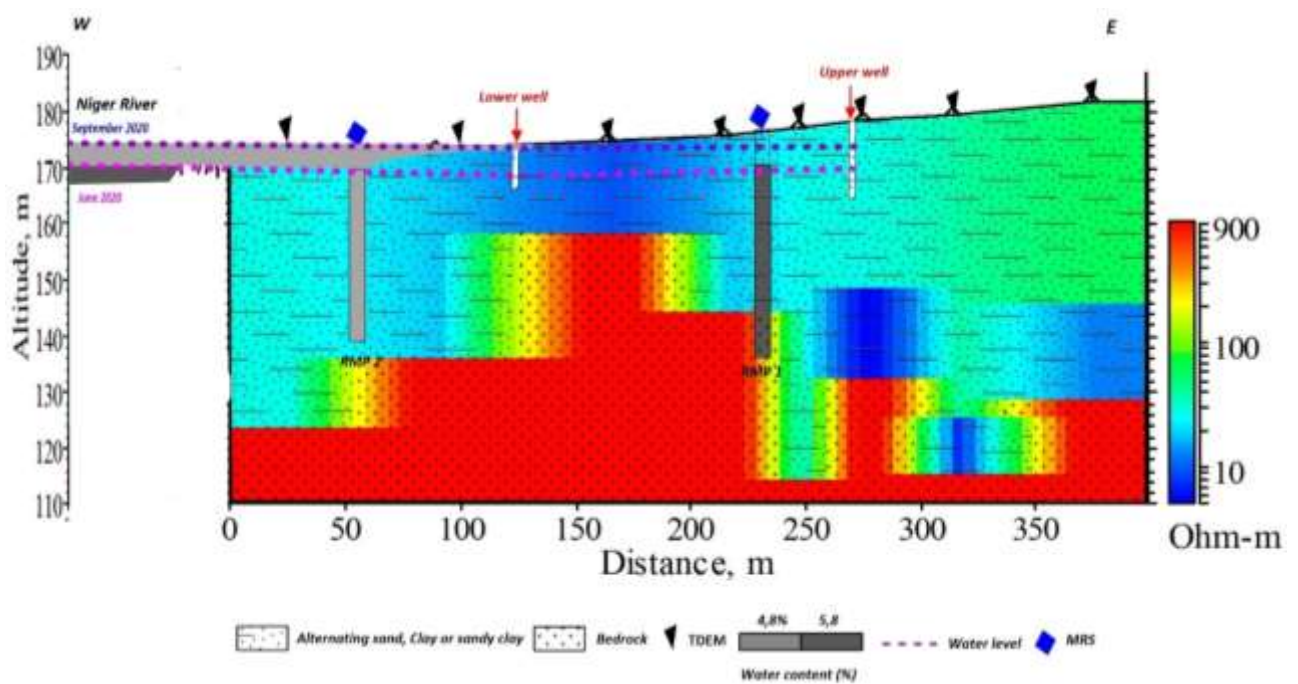 W
E
190
180
170
160
150
140
130
120
110
Altitude, m
Niger River
September 2020
June 2020
Lower well
Upper well
RMP 2
RMP 1
0
50
100
150
200
250
300
350
Distance, m
900
100
10
Ohm-m
Alternating sand, Clay or sandy clay
Bedrock
TDEM
4,8%
5,8
Water content (%)
Water level
MRS